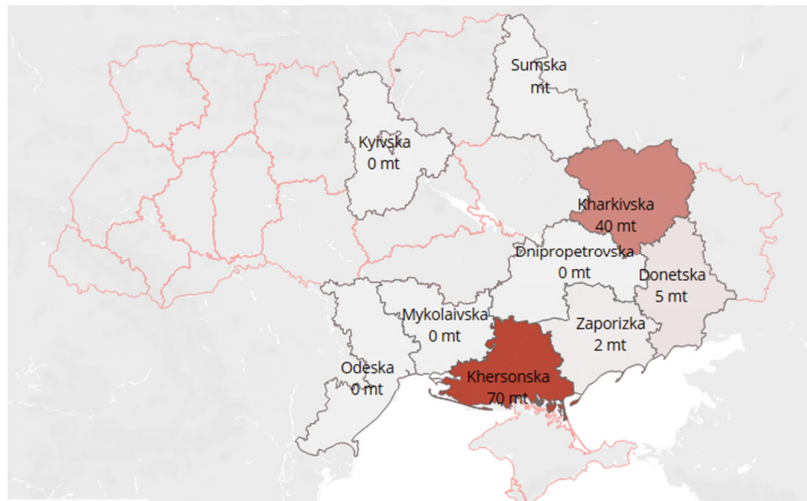 Sumska
mt
Kyivska
0 mt
Kharkivska
40 mt
Dnipropetrovska
0 mt
Donetska
5 mt
Mykolaivska
0 mt
Zaporizka
2 mt
Odeska
0 mt
Khersonska
70 mt